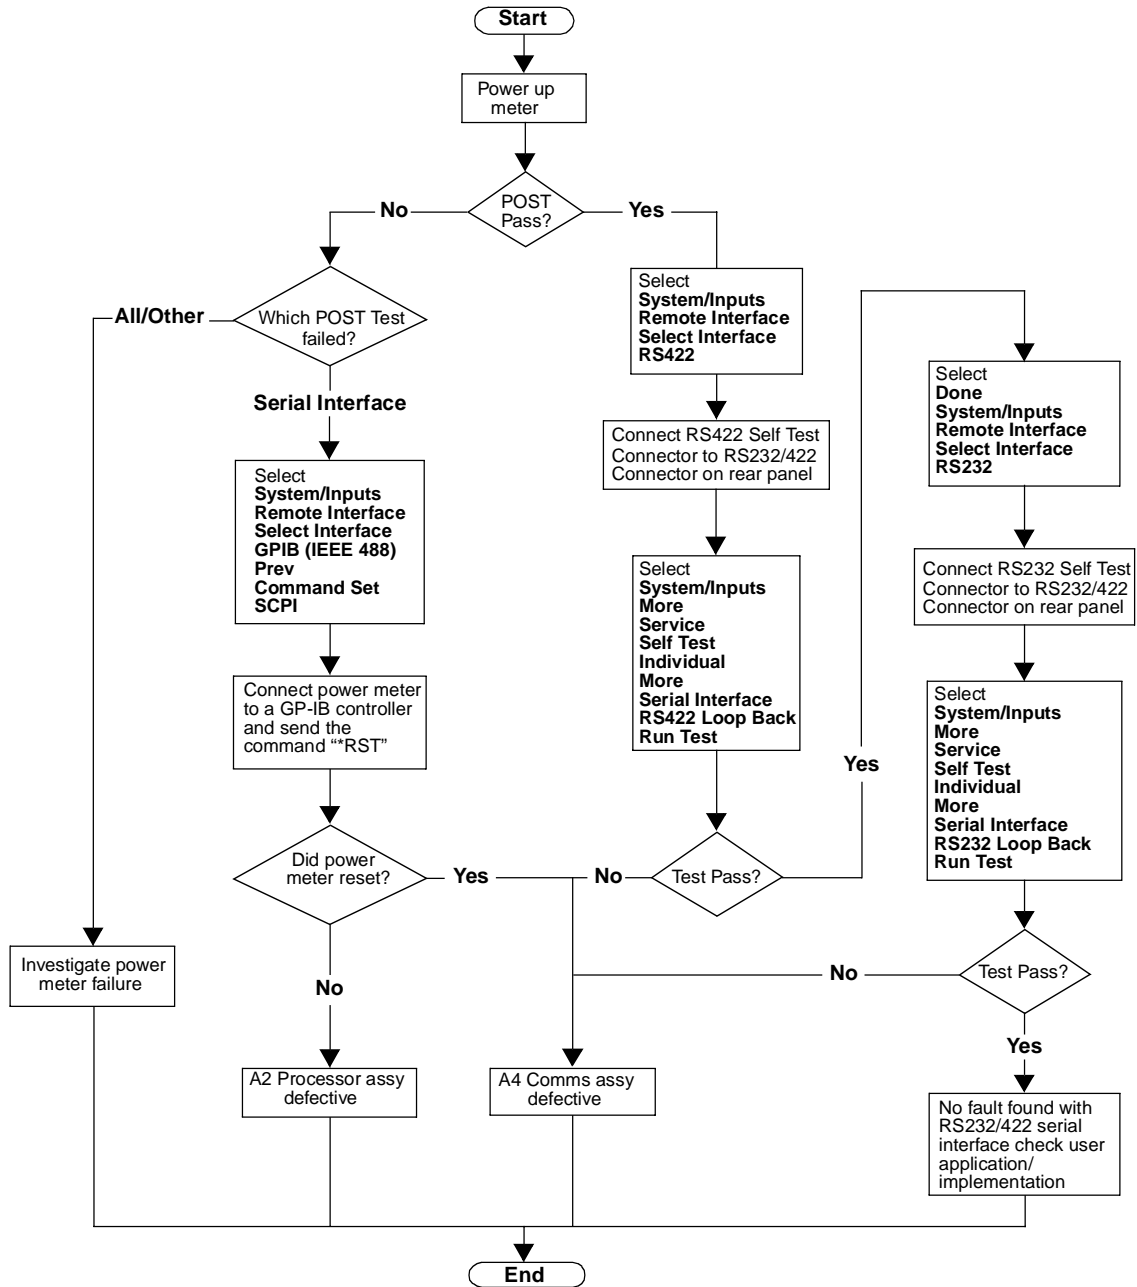 Start
Power up
meter
POST
Pass?
No
Yes
Which POST Test
failed?
All/Other
Serial Interface
Select
System/Inputs
Remote Interface
Select Interface
GPIB (IEEE 488)
Prev
Command Set
SCPI
Connect power meter
to a GP-IB controller
and send the
command “*RST”
Did power
meter reset?
Yes
No
Investigate power
meter failure
A2 Processor assy
defective
Select
System/Inputs
Remote Interface
Select Interface
RS422
Connect RS422 Self Test
Connector to RS232/422
Connector on rear panel
Select
System/Inputs
More
Service
Self Test
Individual
More
Serial Interface
RS422 Loop Back
Run Test
Test Pass?
No
Yes
A4 Comms assy
defective
Select
Done
System/Inputs
Remote Interface
Select Interface
RS232
Connect RS232 Self Test
Connector to RS232/422
Connector on rear panel
Select
System/Inputs
More
Service
Self Test
Individual
More
Serial Interface
RS232 Loop Back
Run Test
Test Pass?
No
Yes
No fault found with
RS232/422 serial
interface check user
application/
implementation
End